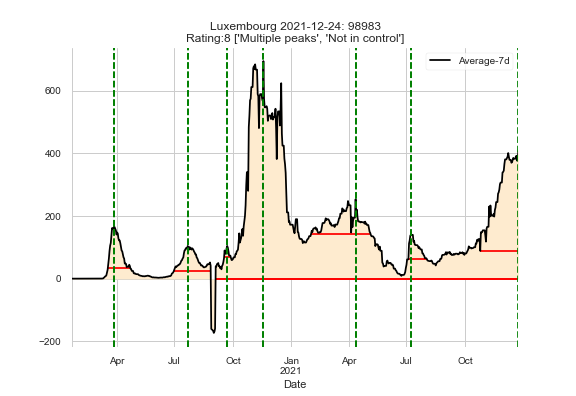 Luxembourg 2021-12-24: 98983
Rating:8 ['Multiple peaks', 'Not in control']
Average-7d
600
400
200
0
−200
Apr
Jul
Oct
Jan
2021
Apr
Jul
Oct
Date